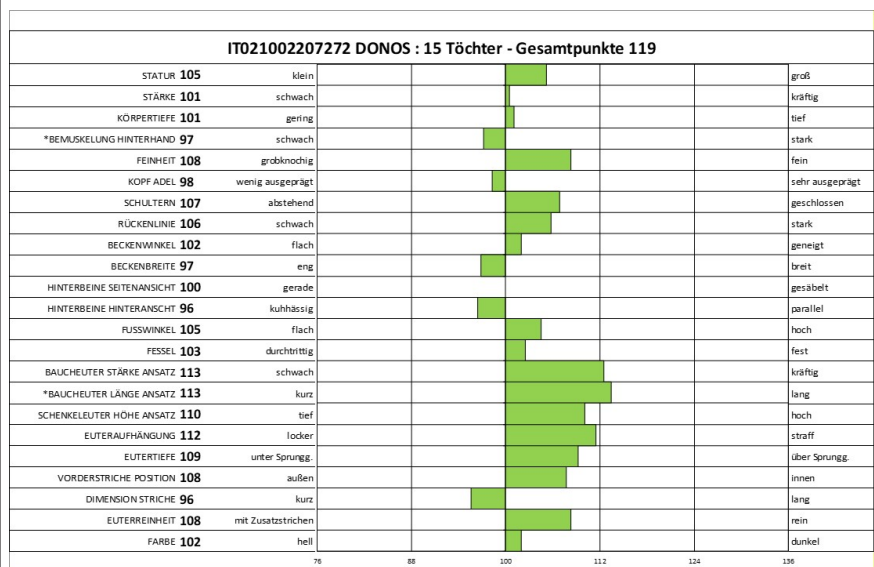 IT021002207272 DONOS : 15 Töchter - Gesamtpunkte 119
STATUR 105 klein groß
STÄRKE 101 schwach kräftig
KÖRPERTIEFE 101 gering tief
*BEMUSKELUNG HINTERHAND 97 schwach stark
FEINHEIT 108 grobknochig fein
KOPF ADEL 98 wenig ausgeprägt sehr ausgeprägt
SCHULTERN 107 abstehend geschlossen
RÜCKENLINIE 106 schwach stark
BECKENWINKEL 102 flach geneigt
BECKENBREITE 97 eng breit
HINTERBEINE SEITENANSICHT 100 gerade gesäbelt
HINTERBEINE HINTERANSCHT 96 kuhhässig parallel
FUSSWINKEL 105 flach hoch
FESSEL 103 durchtrittig fest
BAUCHEUTER STÄRKE ANSATZ 113 schwach kräftig
*BAUCHEUTER LÄNGE ANSATZ 113 kurz lang
SCHENKELEUTER HÖHE ANSATZ 110 tief hoch
EUTERAUFHÄNGUNG 112 locker straff
EUTERTIEFE 109 unter Sprungg. über Sprungg.
VORDERSTRICHE POSITION 108 außen innen
DIMENSION STRICHE 96 kurz lang
EUTERREINHEIT 108 mit Zusatzstrichen rein
FARBE 102 hell dunkel
76 88 100 112 124 136